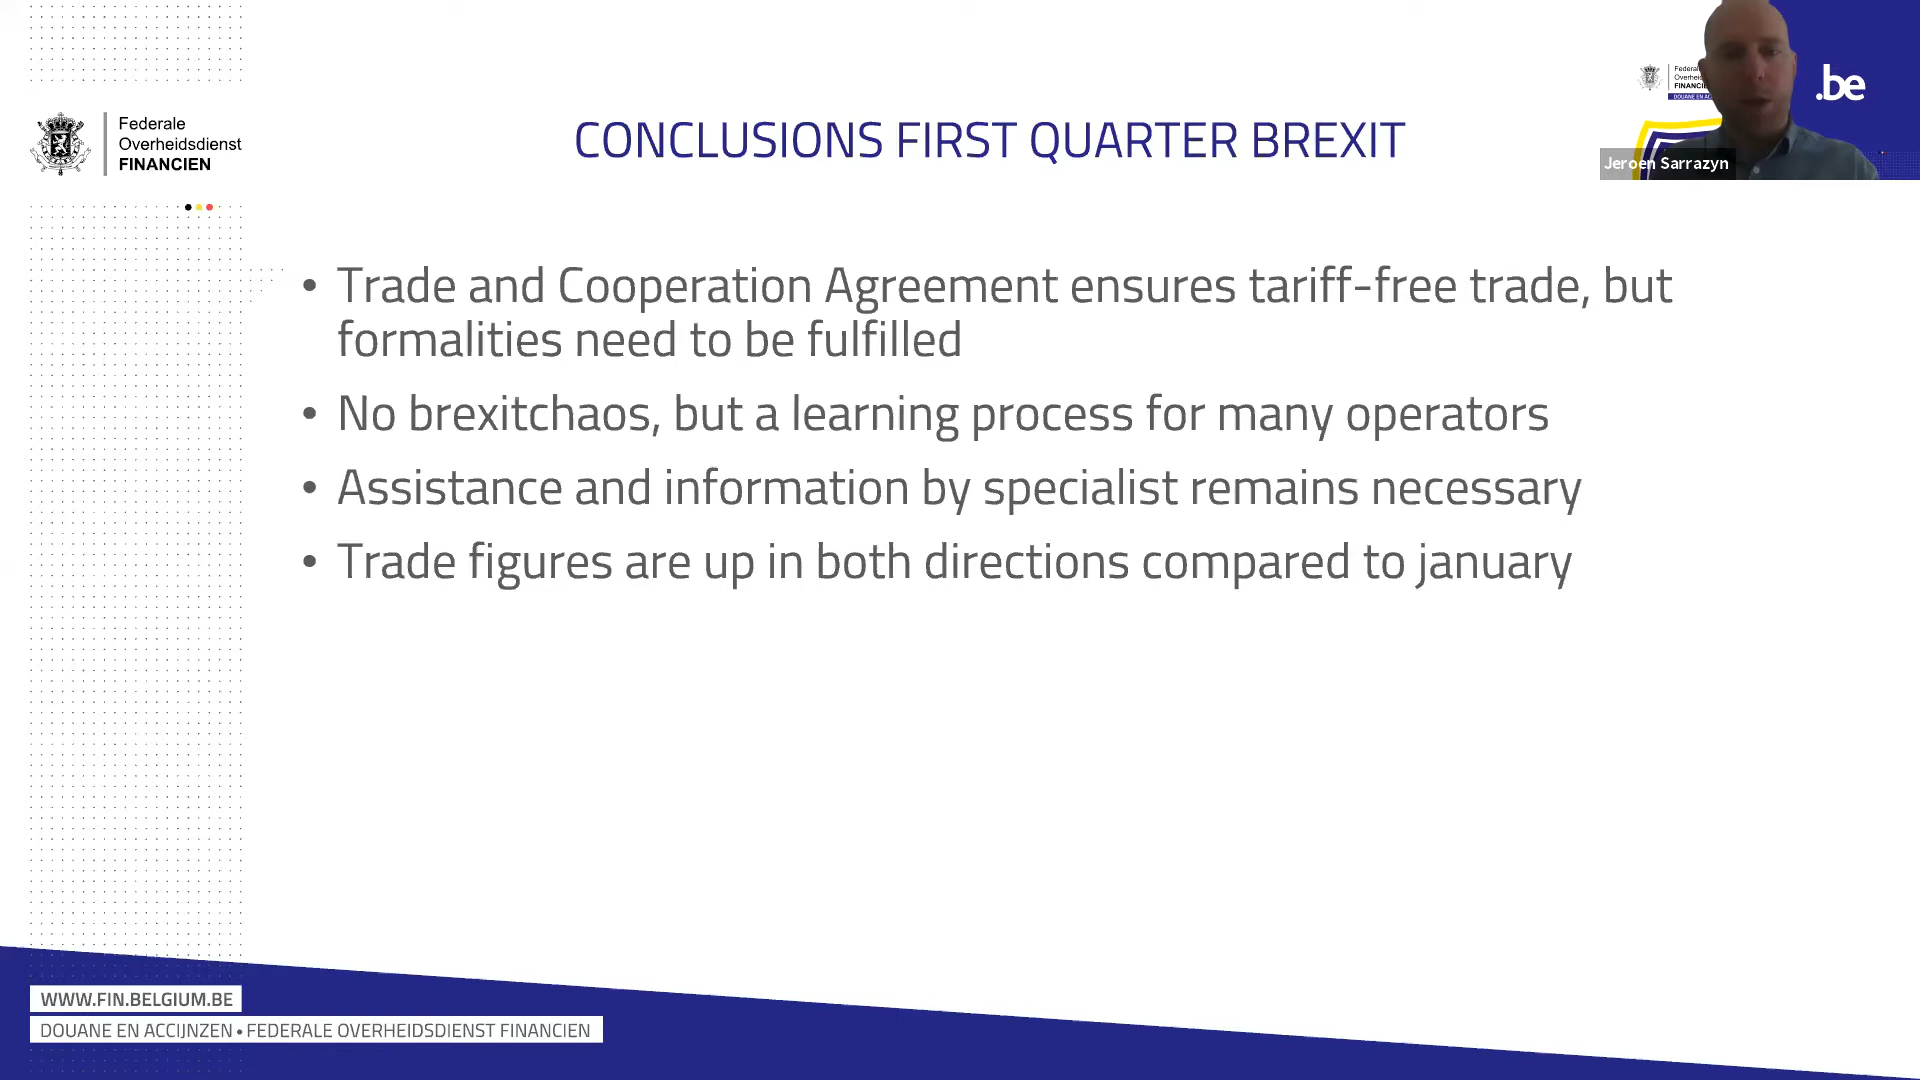 Federale
Overheidsdienst
FINANCIEN
CONCLUSIONS FIRST QUARTER BREXIT
.be
Jeroen Sarrazyn
• Trade and Cooperation Agreement ensures tariff-free trade, but
formalities need to be fulfilled
• No brexitchaos, but a learning process for many operators
• Assistance and information by specialist remains necessary
• Trade figures are up in both directions compared to january
WWW.FIN.BELGIUM.BE
DOUANE EN ACCIJNZEN • FEDERALE OVERHEIDSDIENST FINANCIEN